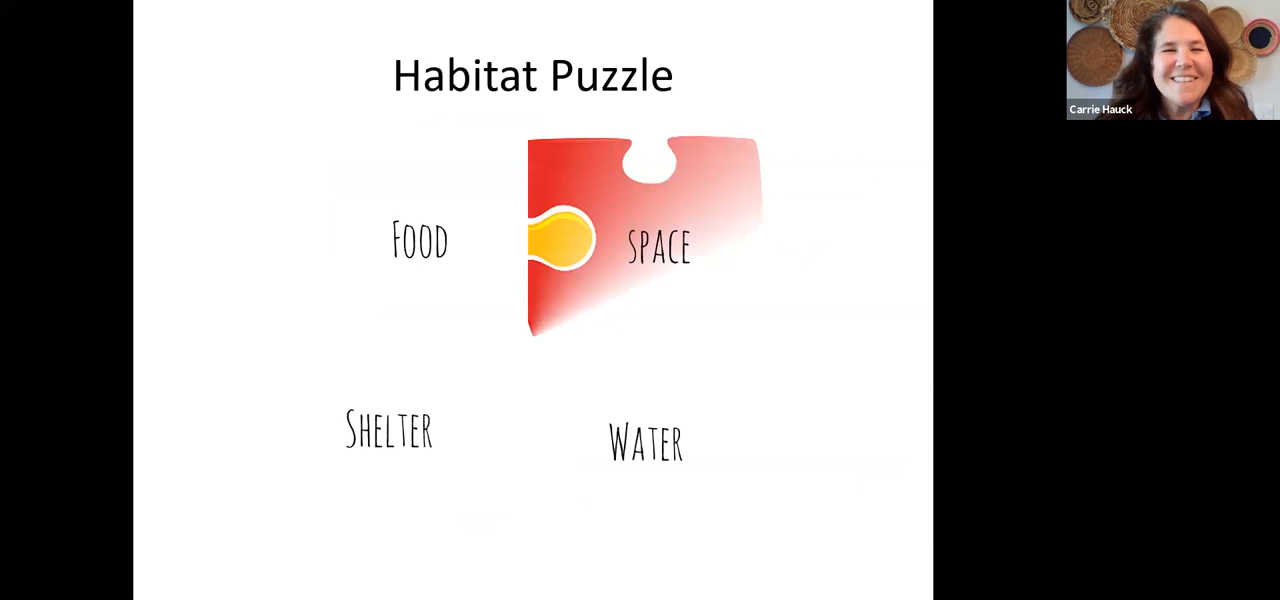 Habitat Puzzle
Carrie Hauck
Food
space
Shelter
Water